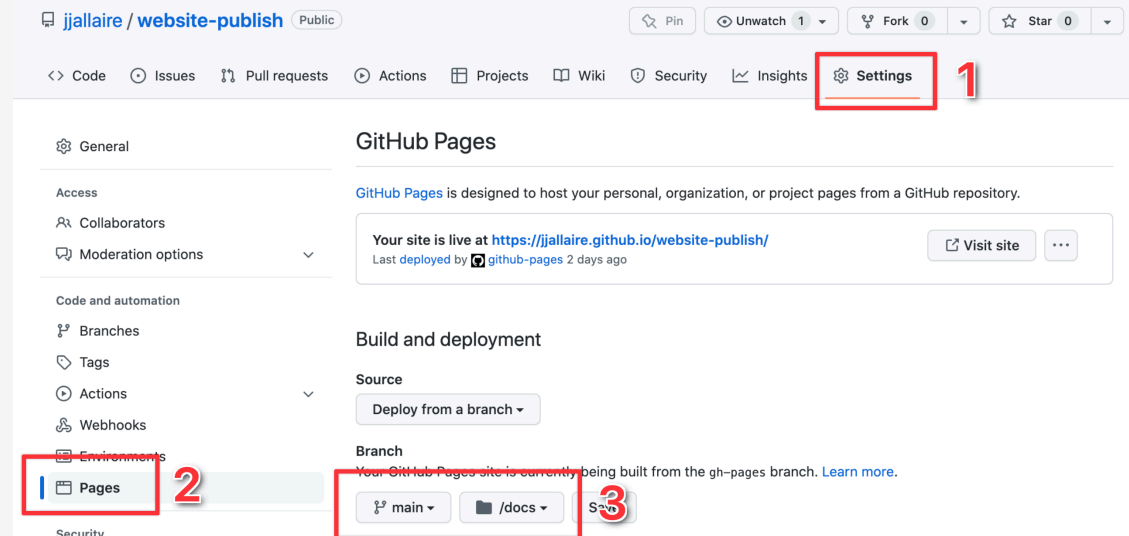 jjallaire / website-publish Public Pin Unwatch 1 Fork 0 Star 0
Code Issues Pull requests Actions Projects Wiki Security Insights Settings 1
General
Access
Collaborators
Moderation options
Code and automation
Branches
Tags
Actions
Webhooks
Environments
Pages 2
Security
GitHub Pages
GitHub Pages is designed to host your personal, organization, or project pages from a GitHub repository.
Your site is live at https://jjallaire.github.io/website-publish/
Last deployed by github-pages 2 days ago
Visit site
Build and deployment
Source
Deploy from a branch
Branch
Your GitHub Pages site is currently being built from the gh-pages branch. Learn more.
main /docs Save 3